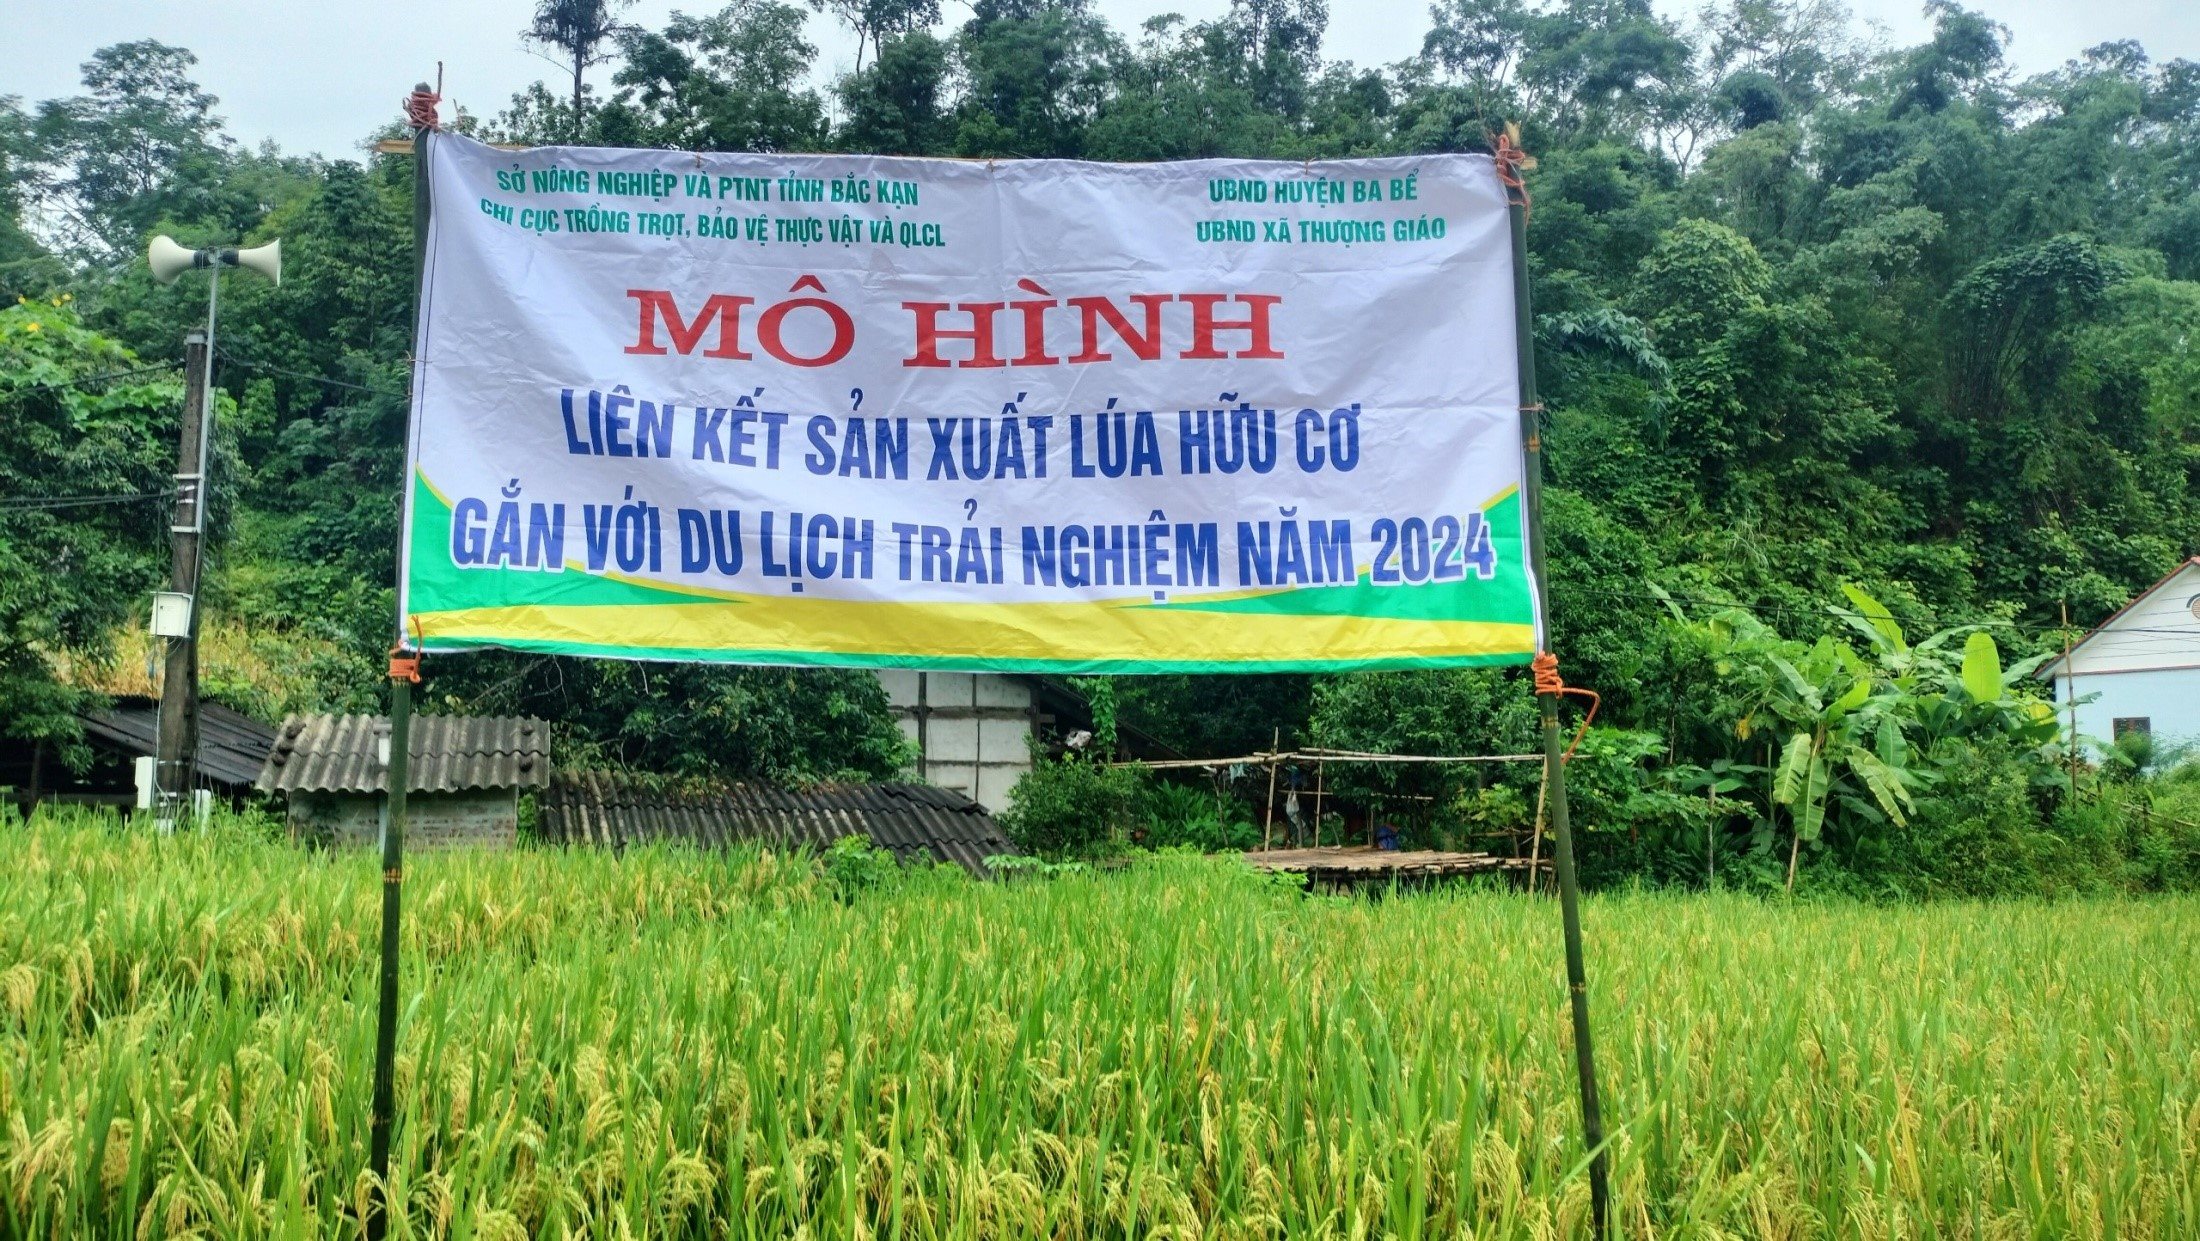 SỞ NÔNG NGHIỆP VÀ PTNT TỈNH BẮC KẠN
CHI CỤC TRỒNG TRỌT, BẢO VỆ THỰC VẬT VÀ QLCL
UBND HUYỆN BA BỂ
UBND XÃ THƯỢNG GIÁO
MÔ HÌNH
LIÊN KẾT SẢN XUẤT LÚA HỮU CƠ
GẮN VỚI DU LỊCH TRẢI NGHIỆM NĂM 2024